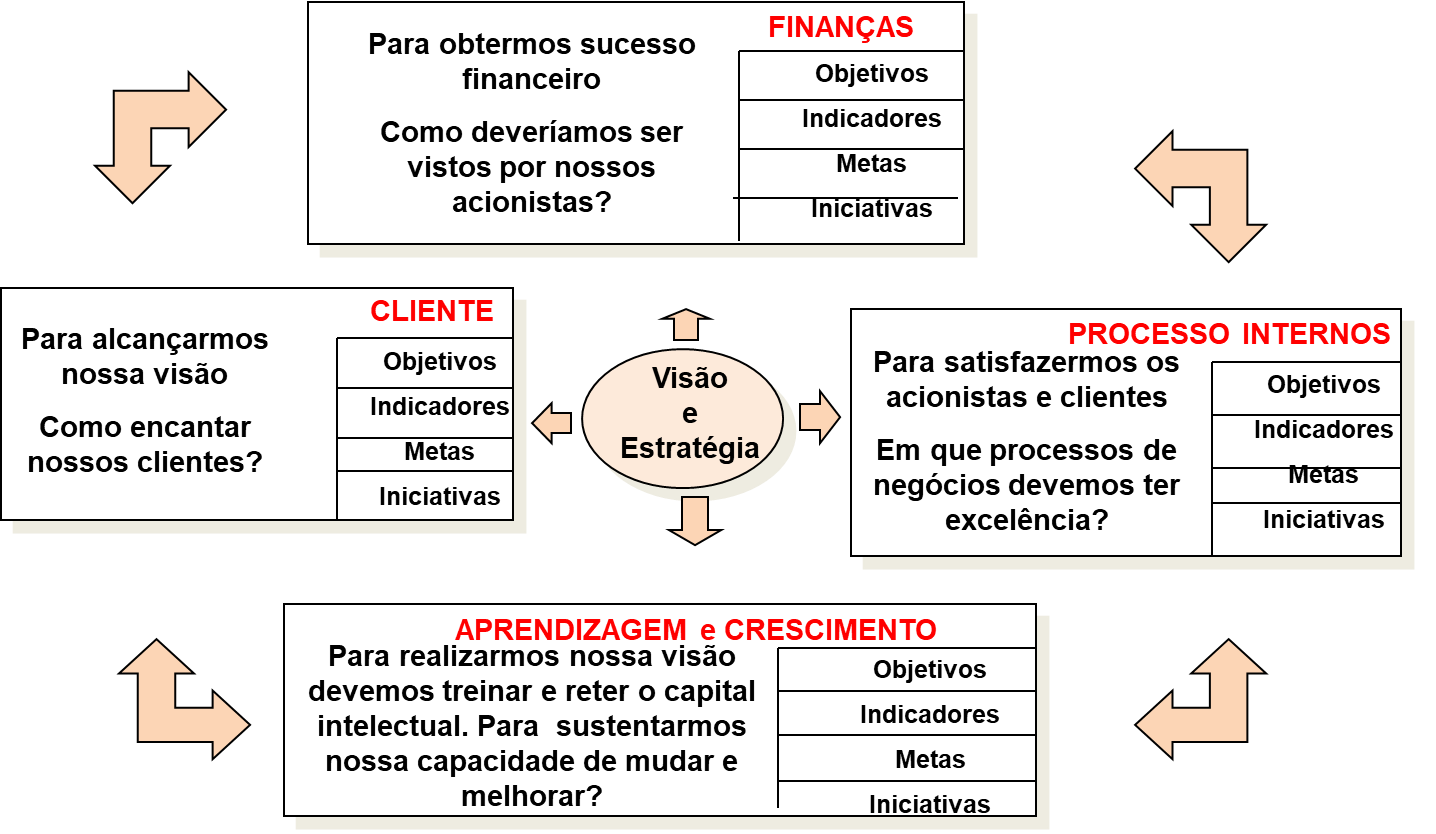 FINANÇAS
Para obtermos sucesso
financeiro
Como deveríamos ser
vistos por nossos
acionistas?
Objetivos
Indicadores
Metas
Iniciativas
CLIENTE
Para alcançarmos
nossa visão
Como encantar
nossos clientes?
Objetivos
Indicadores
Metas
Iniciativas
Visão
e
Estratégia
PROCESSO INTERNOS
Para satisfazermos os
acionistas e clientes
Em que processos de
negócios devemos ter
excelência?
Objetivos
Indicadores
Metas
Iniciativas
APRENDIZAGEM e CRESCIMENTO
Para realizarmos nossa visão
devemos treinar e reter o capital
intelectual. Para sustentarmos
nossa capacidade de mudar e
melhorar?
Objetivos
Indicadores
Metas
Iniciativas